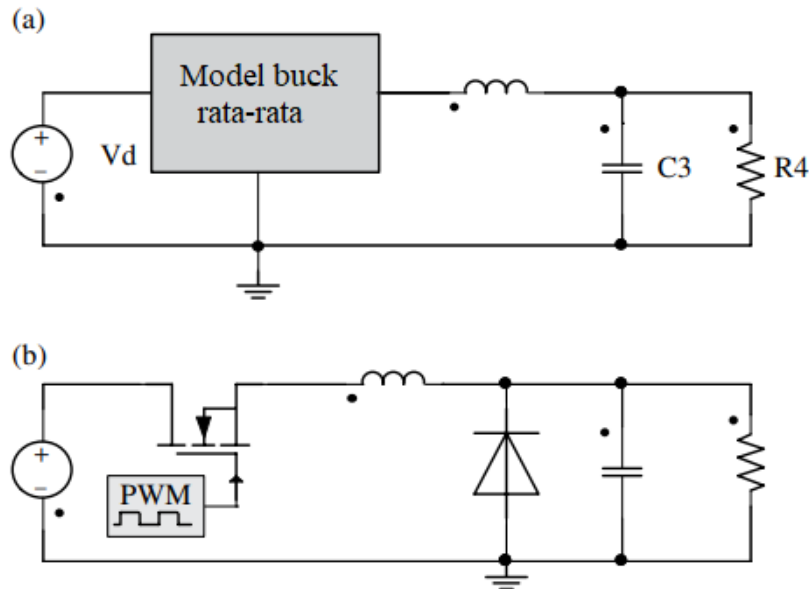 (a)
Model buck
rata-rata
+
−
Vd
C3
R4
(b)
+
−
PWM